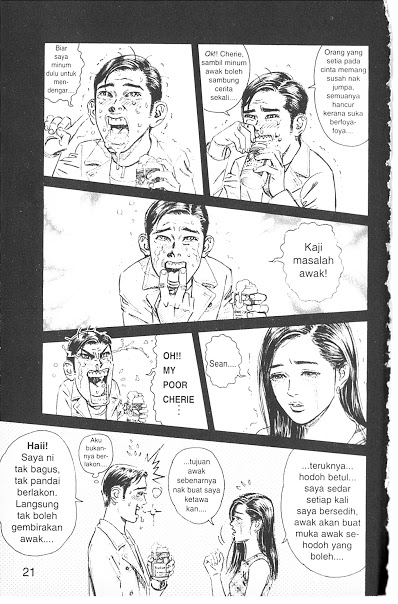 Orang yang
setia pada
cinta memang
susah nak
jumpa,
semuanya
hancur
kerana suka
berfoya-
foya....
Oh!! Cherie,
sambil minum
awak boleh
sambung
cerita
sekali....
Biar
saya
minum
dulu untuk
men-
dengar....
Kaji
masalah
awak!
Sean....
OH!!
MY
POOR
CHERIE
....
...teruknya...
hodoh betul...
saya sedar
setiap kali
saya bersedih,
awak akan buat
muka awak se-
hodoh yang
boleh....
...tujuan awak
sebenarnya
nak buat saya
ketawa
kan....
Aku
bukan-
nya ber-
lakon...
Haii!
Saya ni
tak bagus,
tak pandai
berlakon.
Langsung
tak boleh
gembirakan
awak....
21